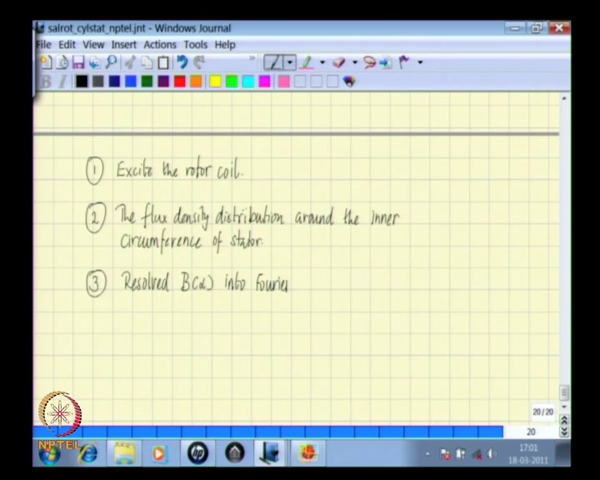 salrot_cylstat_nptel.jnt - Windows Journal
File Edit View Insert Actions Tools Help
B I
① Excite the rotor coil.
② The flux density distribution around the inner
circumference of stator.
③ Resolved B(α) into Fourier
20/20
20
NPTEL
17:01
18-03-2011